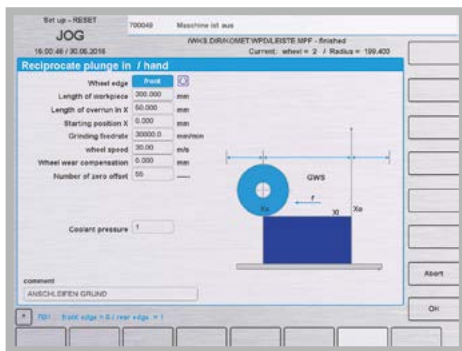 Set up - RESET
JOG
700049 Maschine ist aus
/WKS.DIR/KOMET.WPD/LEISTE.MPF - finished
16:00:46 / 30.06.2016 Current: wheel = 2 / Radius = 199.400
Reciprocate plunge in / hand
Wheel edge front
Length of workpiece 300.000 mm
Length of overrun in X 50.000 mm
Starting position X 0.000 mm
Grinding feedrate 30000.0 mm/min
wheel speed 30.00 m/s
Wheel wear compensation 0.000 mm
Number of zero offset 55
GWS
f
Xl Xa
Coolant pressure 1
comment
ANSCHLEIFEN GRUND
front edge = 0 / rear edge = 1
Abort
OK